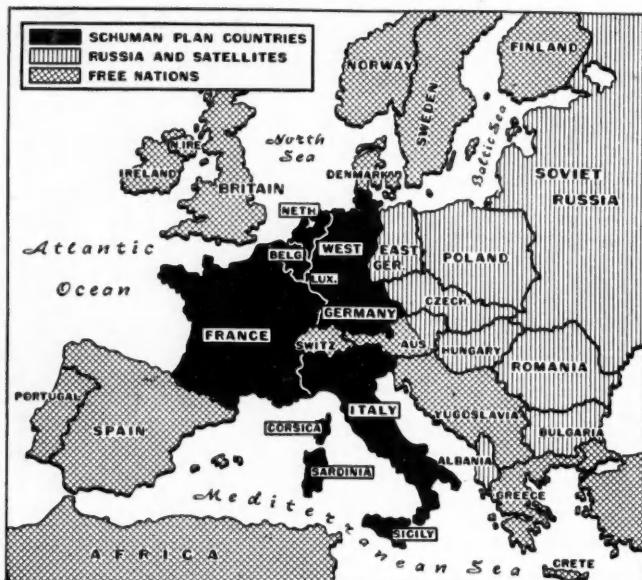 SCHUMAN PLAN COUNTRIES
RUSSIA AND SATELLITES
FREE NATIONS
NORWAY
SWEDEN
FINLAND
North
Sea
Baltic Sea
N.IRE.
IRELAND
BRITAIN
DENMARK
SOVIET
RUSSIA
NETH.
WEST
GERMANY
EAST
GER.
POLAND
BELG.
LUX.
Atlantic
Ocean
CZECH.
FRANCE
SWITZ
AUS.
HUNGARY
ROMANIA
PORTUGAL
SPAIN
CORSICA
ITALY
YUGOSLAVIA
BULGARIA
SARDINIA
ALBANIA
GREECE
Mediterranean Sea
SICILY
AFRICA
CRETE